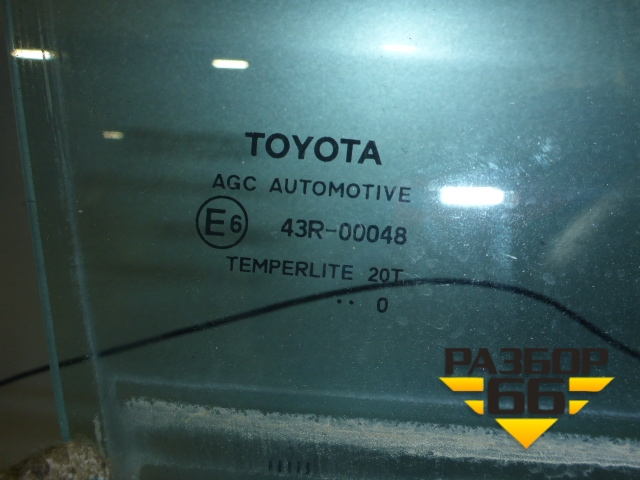 TOYOTA
AGC AUTOMOTIVE
E6 43R-00048
TEMPERLITE 20T
·· 0
РАЗБОР
66